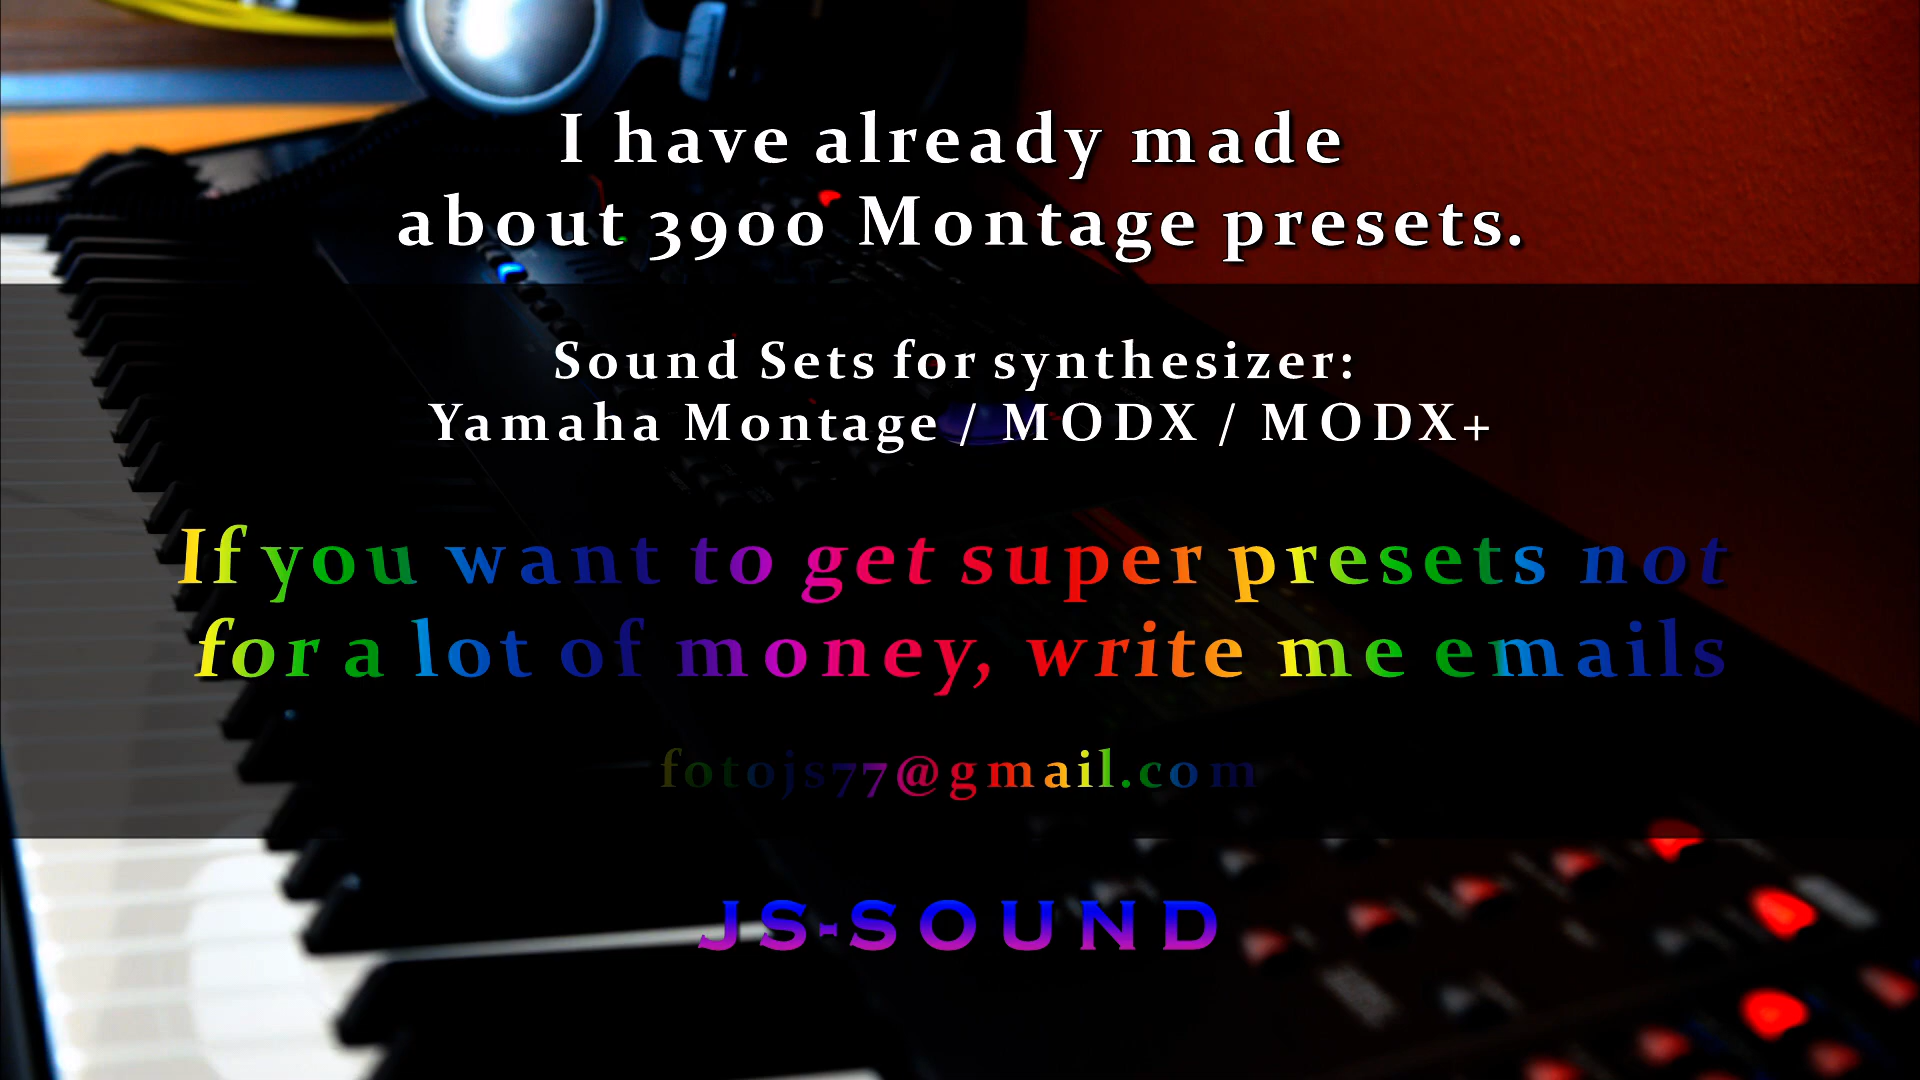 I have already made
about 3900 Montage presets.
Sound Sets for synthesizer:
Yamaha Montage / MODX / MODX+
If you want to get super presets not
for a lot of money, write me emails
fotojs77@gmail.com
JS-SOUND